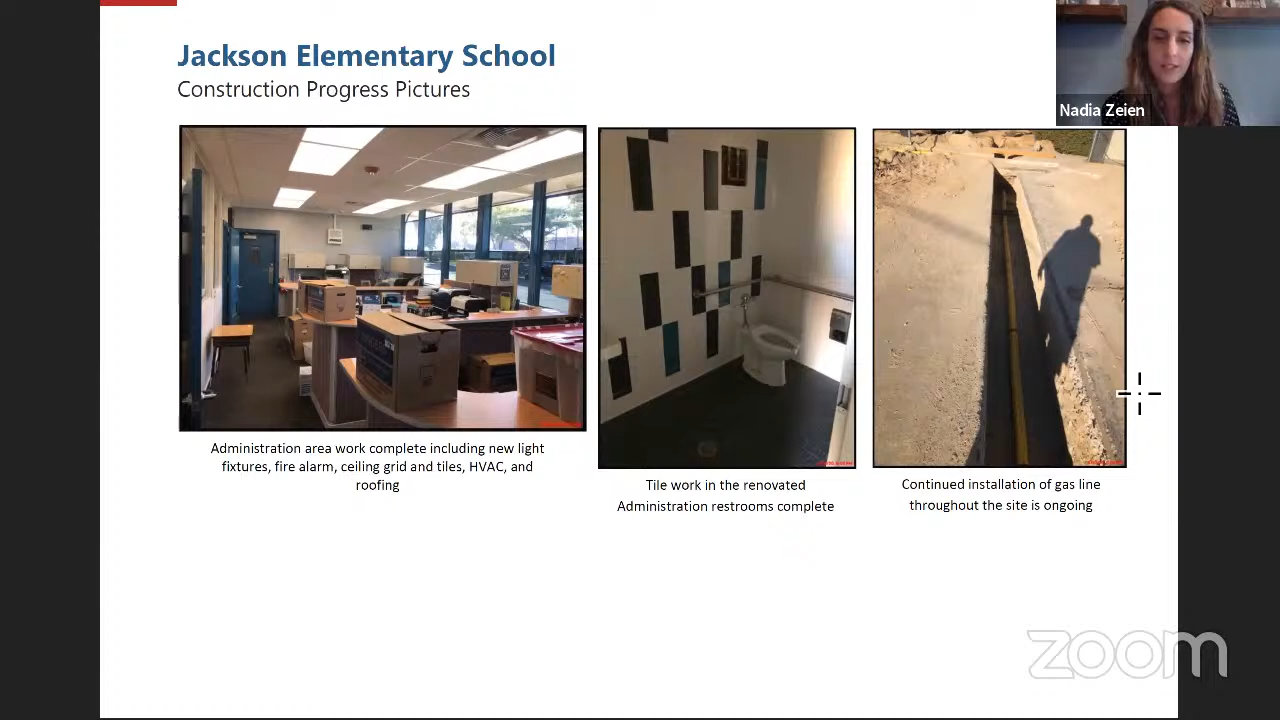 Jackson Elementary School
Construction Progress Pictures
Nadia Zeien
Administration area work complete including new light
fixtures, fire alarm, ceiling grid and tiles, HVAC, and
roofing
Tile work in the renovated
Administration restrooms complete
Continued installation of gas line
throughout the site is ongoing
zoom